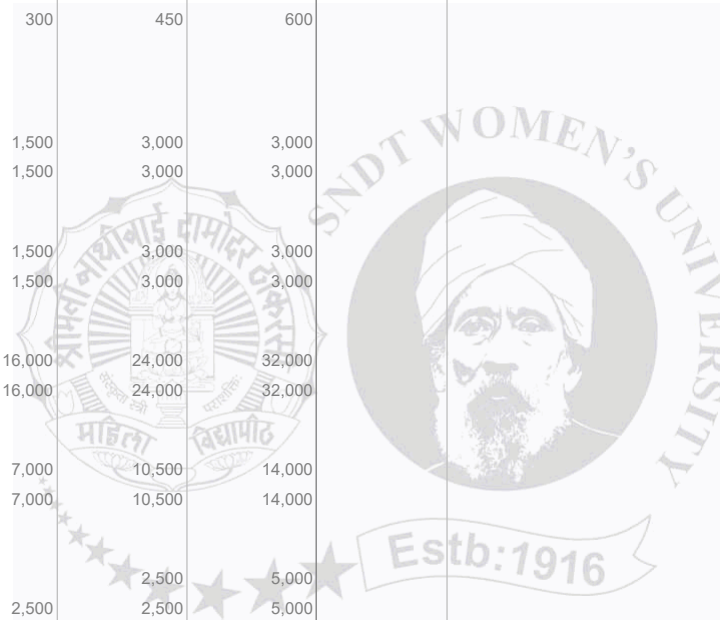 300 450 600
SNDT WOMEN'S UNIVERSITY
1,500 3,000 3,000
1,500 3,000 3,000
श्रीमती नाथीबाई दामोदर ठाकरसी
1,500 3,000 3,000
1,500 3,000 3,000
16,000 24,000 32,000
16,000 24,000 32,000
संस्कृता स्त्री पराशक्तिः
महिला विद्यापीठ
7,000 10,500 14,000
7,000 10,500 14,000
Estb:1916
2,500 5,000
2,500 2,500 5,000